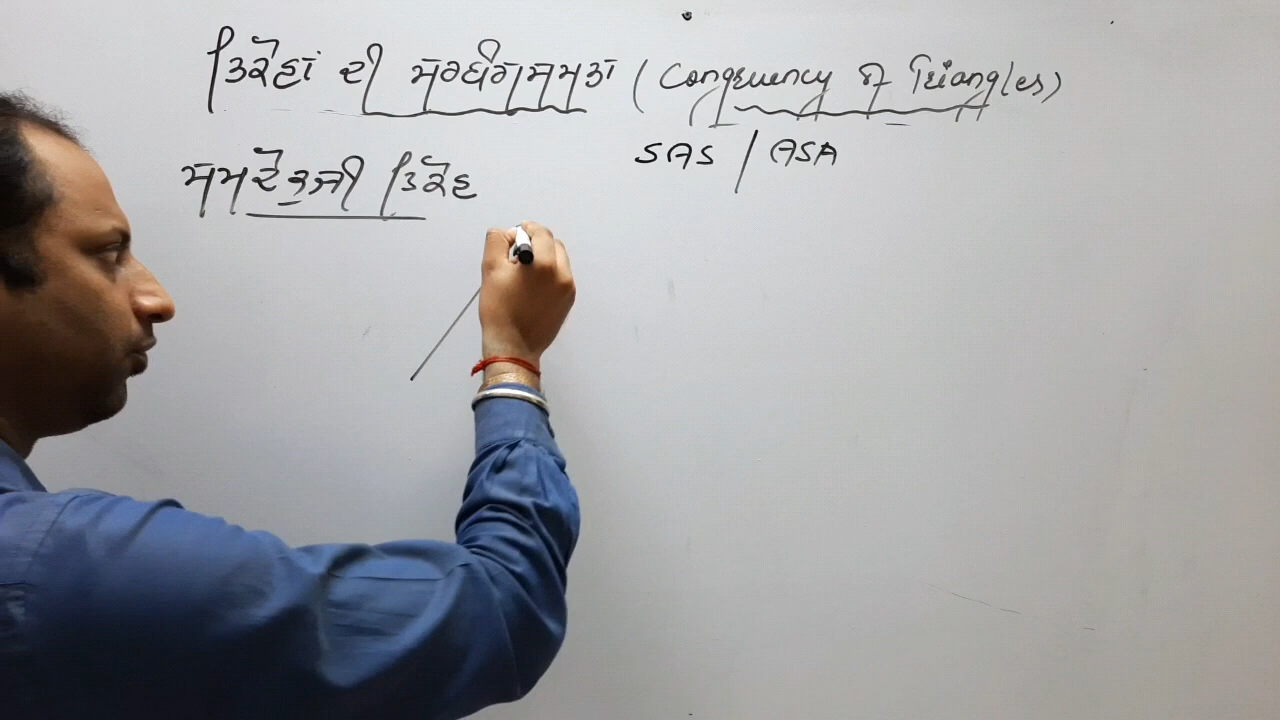 ਤਿਕੋਣਾਂ ਦੀ ਸਰਬੰਗਸਮਤਾ (Congruency of Triangles)
SAS / ASA
ਸਮਦੋਭੁਜੀ ਤਿਕੋਣ